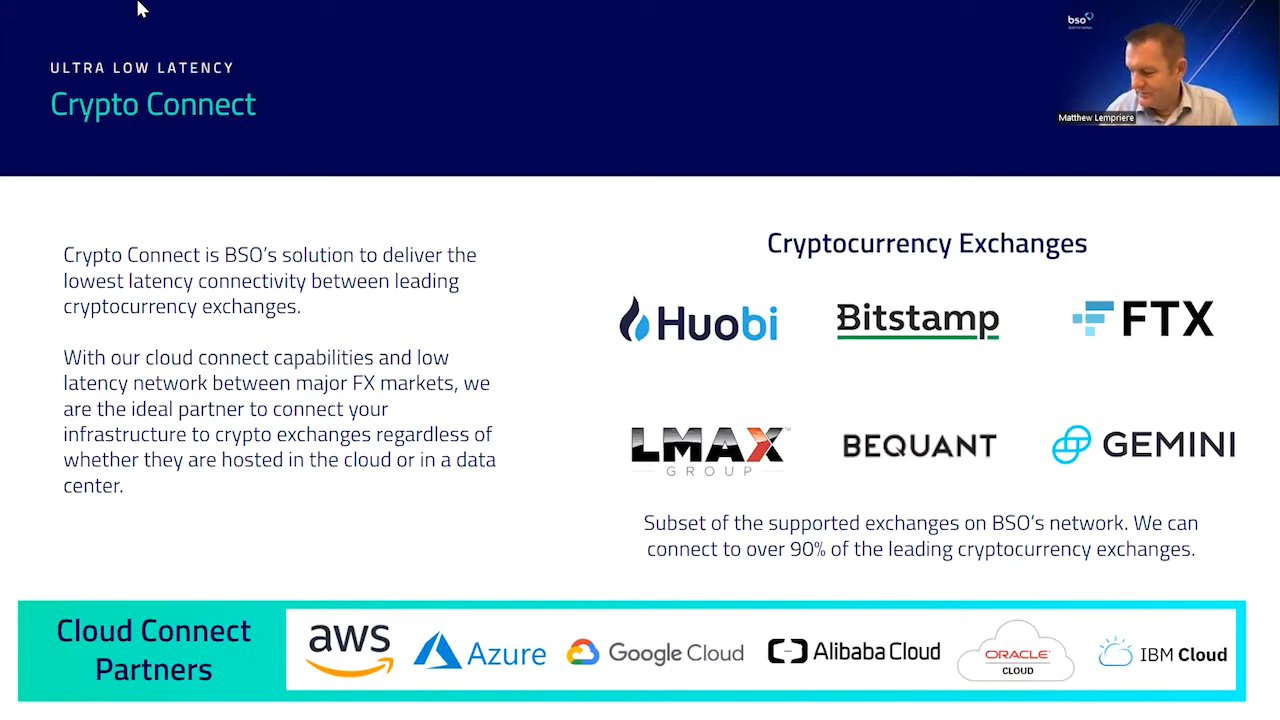 ULTRA LOW LATENCY
Crypto Connect
bso
Matthew Lempriere
Crypto Connect is BSO's solution to deliver the
lowest latency connectivity between leading
cryptocurrency exchanges.
With our cloud connect capabilities and low
latency network between major FX markets, we
are the ideal partner to connect your
infrastructure to crypto exchanges regardless of
whether they are hosted in the cloud or in a data
center.
Cryptocurrency Exchanges
Huobi
Bitstamp
FTX
LMAX
GROUP
BEQUANT
GEMINI
Subset of the supported exchanges on BSO's network. We can
connect to over 90% of the leading cryptocurrency exchanges.
Cloud Connect
Partners
aws
Azure
Google Cloud
Alibaba Cloud
ORACLE
CLOUD
IBM Cloud